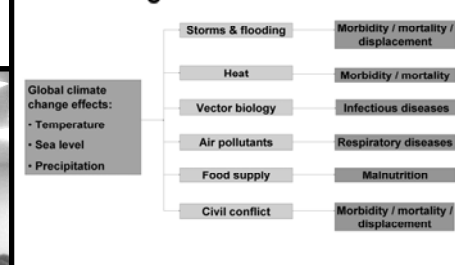 Storms & flooding
Morbidity / mortality /
displacement
Heat
Morbidity / mortality
Global climate
change effects:
- Temperature
- Sea level
- Precipitation
Vector biology
Infectious diseases
Air pollutants
Respiratory diseases
Food supply
Malnutrition
Civil conflict
Morbidity / mortality /
displacement